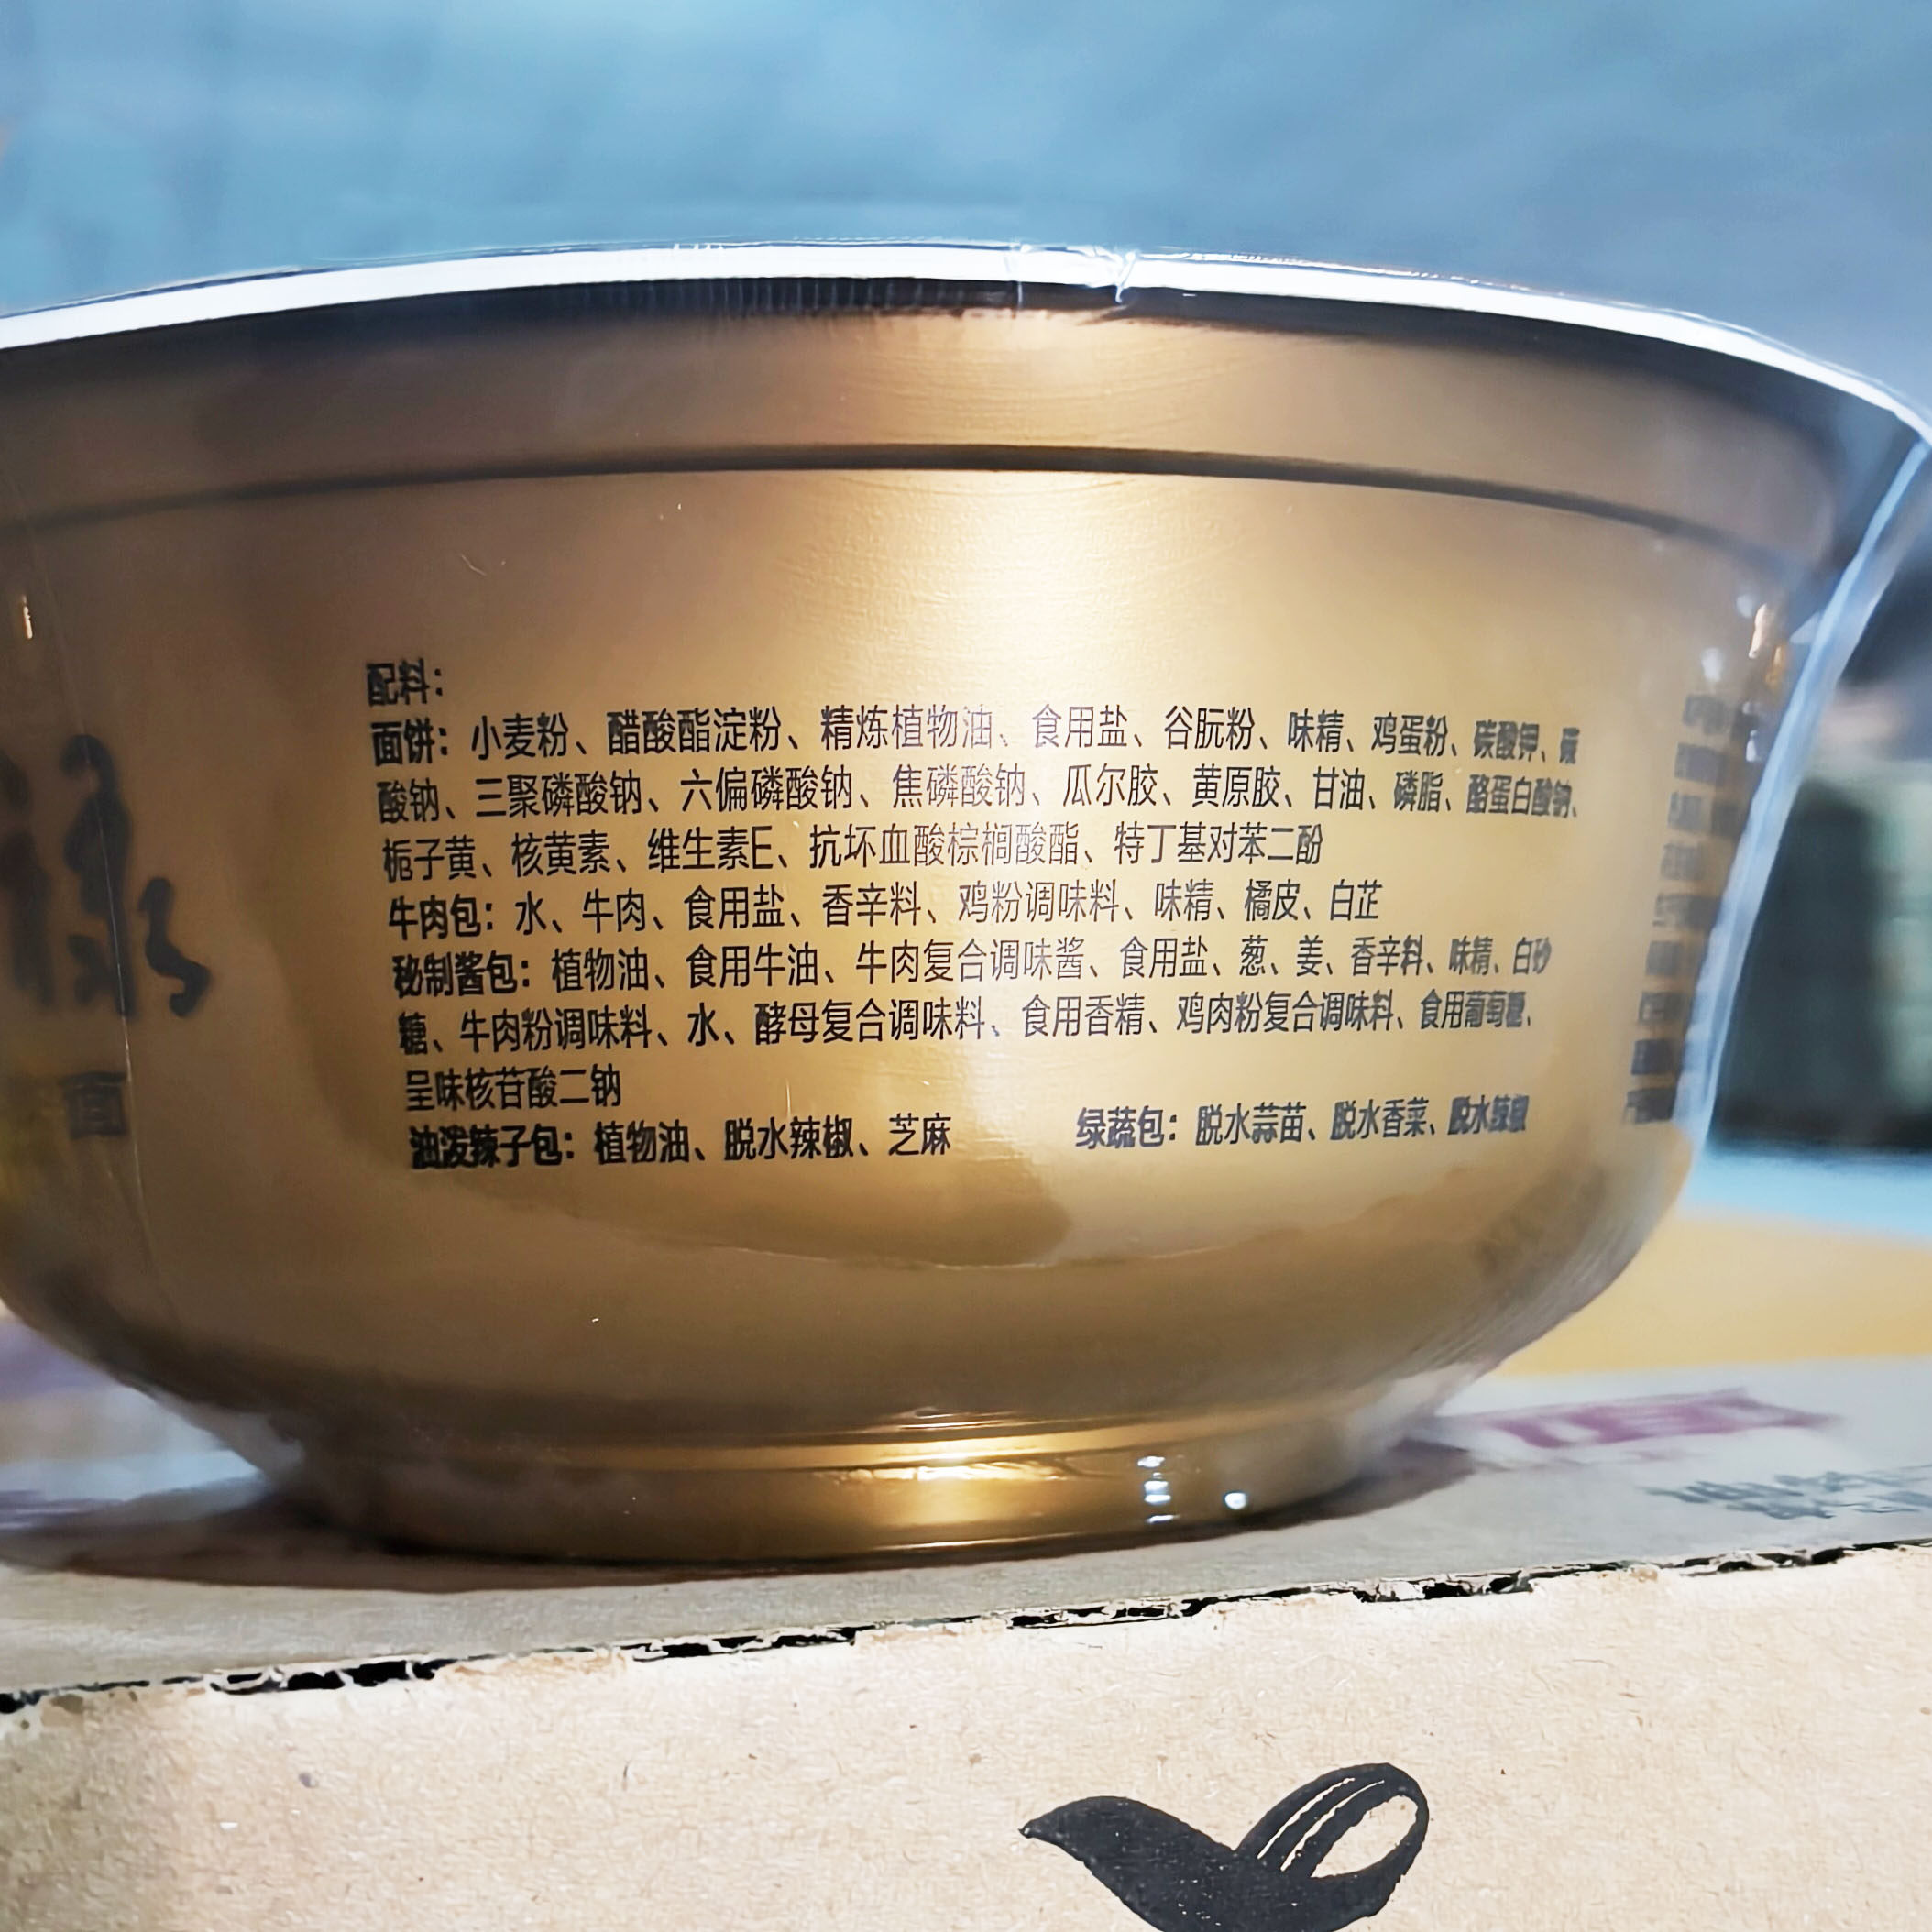 配料：
面饼：小麦粉、醋酸酯淀粉、精炼植物油、食用盐、谷朊粉、味精、鸡蛋粉、碳酸钾、碳
酸钠、三聚磷酸钠、六偏磷酸钠、焦磷酸钠、瓜尔胶、黄原胶、甘油、磷脂、酪蛋白酸钠、
栀子黄、核黄素、维生素E、抗坏血酸棕榈酸酯、特丁基对苯二酚
牛肉包：水、牛肉、食用盐、香辛料、鸡粉调味料、味精、橘皮、白芷
秘制酱包：植物油、食用牛油、牛肉复合调味酱、食用盐、葱、姜、香辛料、味精、白砂
糖、牛肉粉调味料、水、酵母复合调味料、食用香精、鸡肉粉复合调味料、食用葡萄糖、
呈味核苷酸二钠
油泼辣子包：植物油、脱水辣椒、芝麻 绿蔬包：脱水蒜苗、脱水香菜、脱水辣椒
面